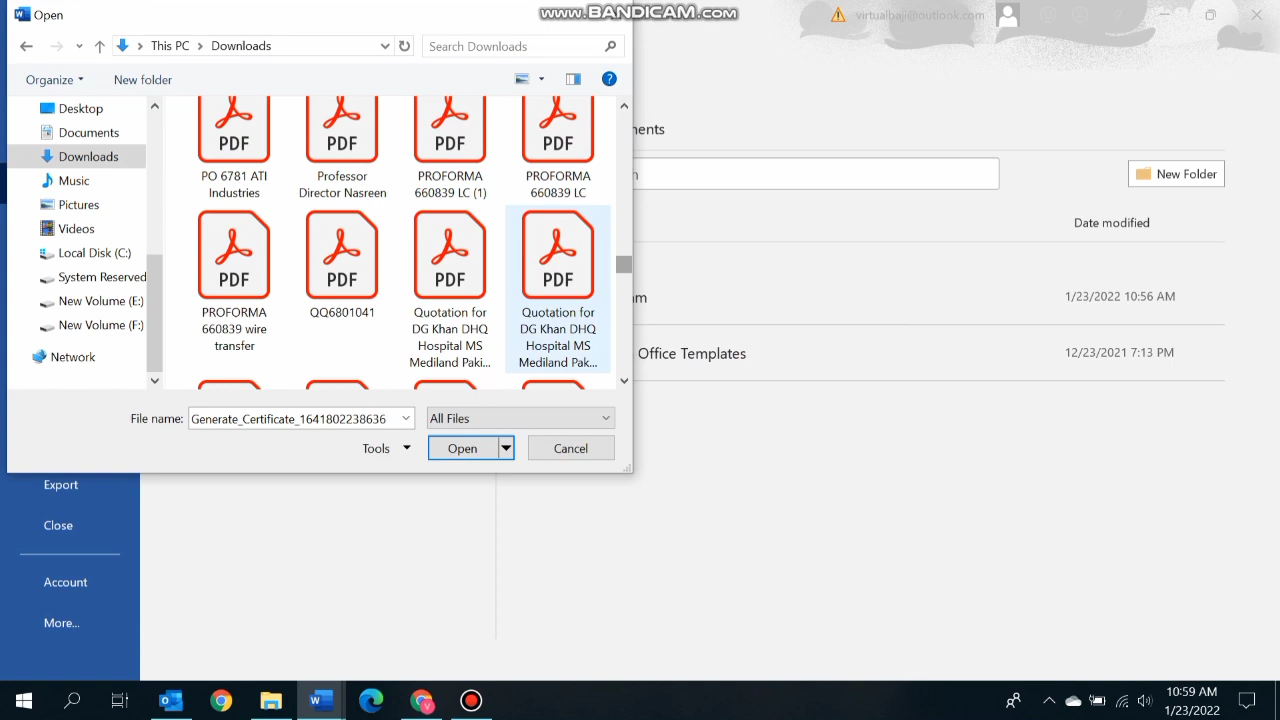 Open
www.BANDICAM.com
virtualbaji@outlook.com
This PC > Downloads
Search Downloads
Organize
New folder
Desktop
Documents
Downloads
Music
Pictures
Videos
Local Disk (C:)
System Reserved
New Volume (E:)
New Volume (F:)
Network
PDF
PDF
PDF
PDF
PO 6781 ATI
Industries
Professor
Director Nasreen
PROFORMA
660839 LC (1)
PROFORMA
660839 LC
PDF
PDF
PDF
PDF
PROFORMA
660839 wire
transfer
QQ6801041
Quotation for
DG Khan DHQ
Hospital MS
Mediland Paki...
Quotation for
DG Khan DHQ
Hospital MS
Mediland Pak...
File name:
Generate_Certificate_1641802238636
All Files
Tools
Open
Cancel
ments
New Folder
Date modified
am
1/23/2022 10:56 AM
Office Templates
12/23/2021 7:13 PM
Export
Close
Account
More...
10:59 AM
1/23/2022